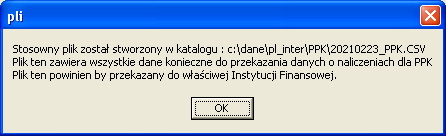 pli
Stosowny plik został stworzony w katalogu : c:\dane\pl_inter\PPK\20210223_PPK.CSV
Plik ten zawiera wszystkie dane konieczne do przekazania danych o naliczeniach dla PPK
Plik ten powinien by przekazany do właściwej Instytucji Finansowej.
OK